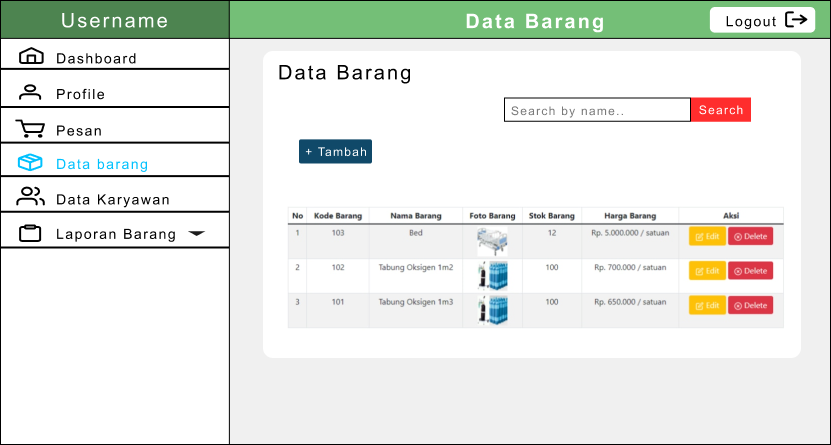 Username
Data Barang
Logout
Dashboard
Profile
Pesan
Data barang
Data Karyawan
Laporan Barang
Data Barang
Search by name..
Search
+ Tambah
No Kode Barang Nama Barang Foto Barang Stok Barang Harga Barang Aksi
1 103 Bed 12 Rp. 5.000.000 / satuan Edit Delete
2 102 Tabung Oksigen 1m2 100 Rp. 700.000 / satuan Edit Delete
3 101 Tabung Oksigen 1m3 100 Rp. 650.000 / satuan Edit Delete